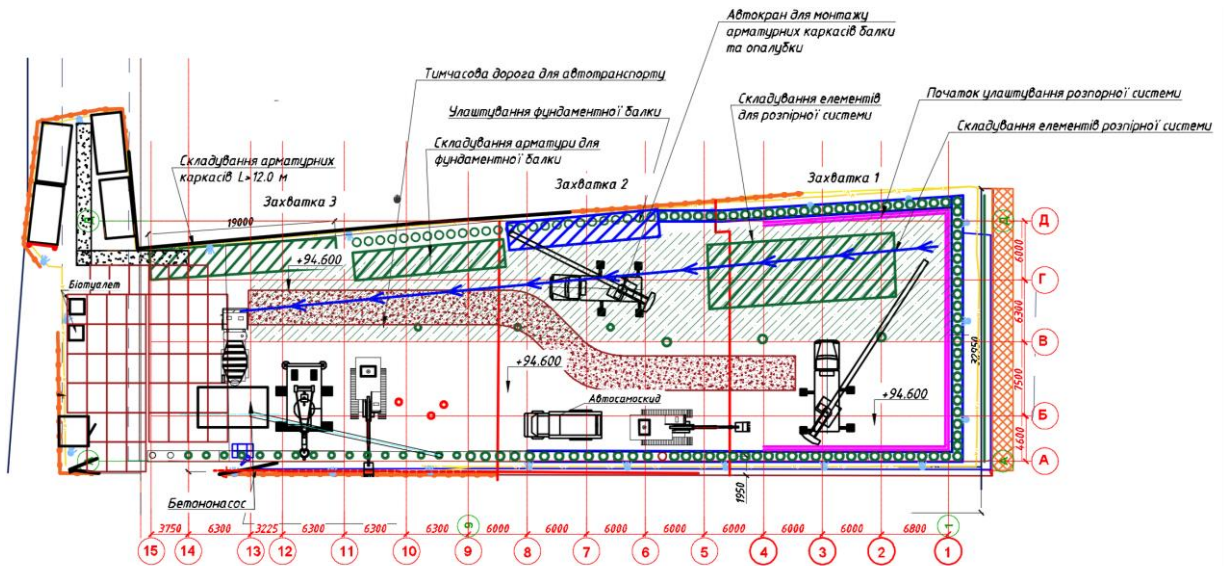 Автокран для монтажу
арматурних каркасів балки
та опалубки
Тимчасова дорога для автотранспорту
Улаштування фундаментної балки
Складування елементів
для розпірної системи
Початок улаштування розпорної системи
Складування елементів розпірної системи
Складування арматури для
фундаментної балки
Складування арматурних
каркасів L=12.0 м
Захватка 3
Захватка 2
Захватка 1
19000
+94.600
Біотуалет
+94.600
+94.600
Автосамоскид
Бетононасос
Д
Г
В
Б
А
Д
А
6000
6300
7500
4600
32950
1950
3750
6300
3225
6300
6300
6300
6000
6000
6000
6000
6000
6000
6000
6800
9
1
15
14
13
12
11
10
9
8
7
6
5
4
3
2
1